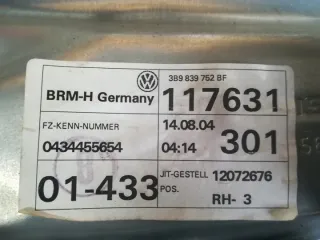 3B9 839 752 BF
BRM-H Germany 117631
FZ-KENN-NUMMER 14.08.04
0434455654 04:14 301
01-433 JIT-GESTELL 12072676
POS. RH- 3